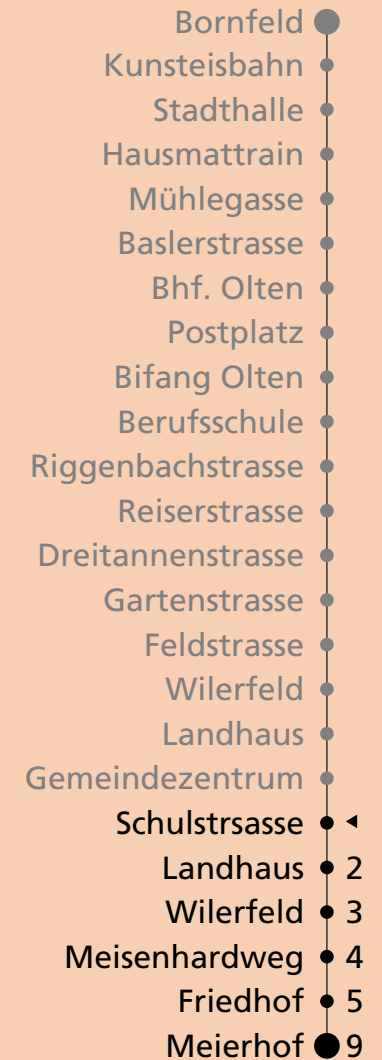 Bornfeld
Kunsteisbahn
Stadthalle
Hausmattrain
Mühlegasse
Baslerstrasse
Bhf. Olten
Postplatz
Bifang Olten
Berufsschule
Riggenbachstrasse
Reiserstrasse
Dreitannenstrasse
Gartenstrasse
Feldstrasse
Wilerfeld
Landhaus
Gemeindezentrum
Schulstrsasse
Landhaus 2
Wilerfeld 3
Meisenhardweg 4
Friedhof 5
Meierhof 9